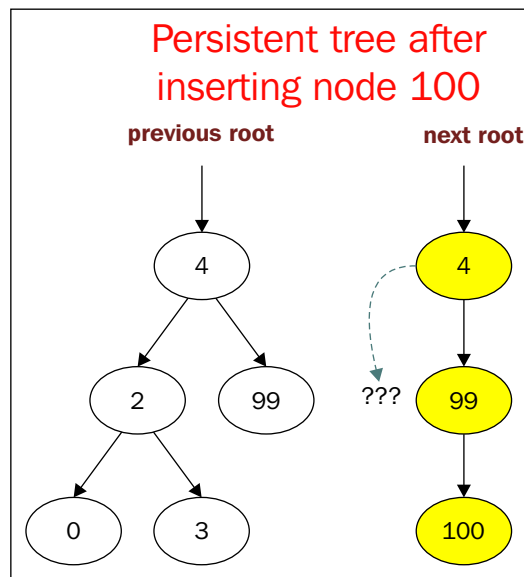 Persistent tree after
inserting node 100
previous root next root
4 4
2 99 ??? 99
0 3 100